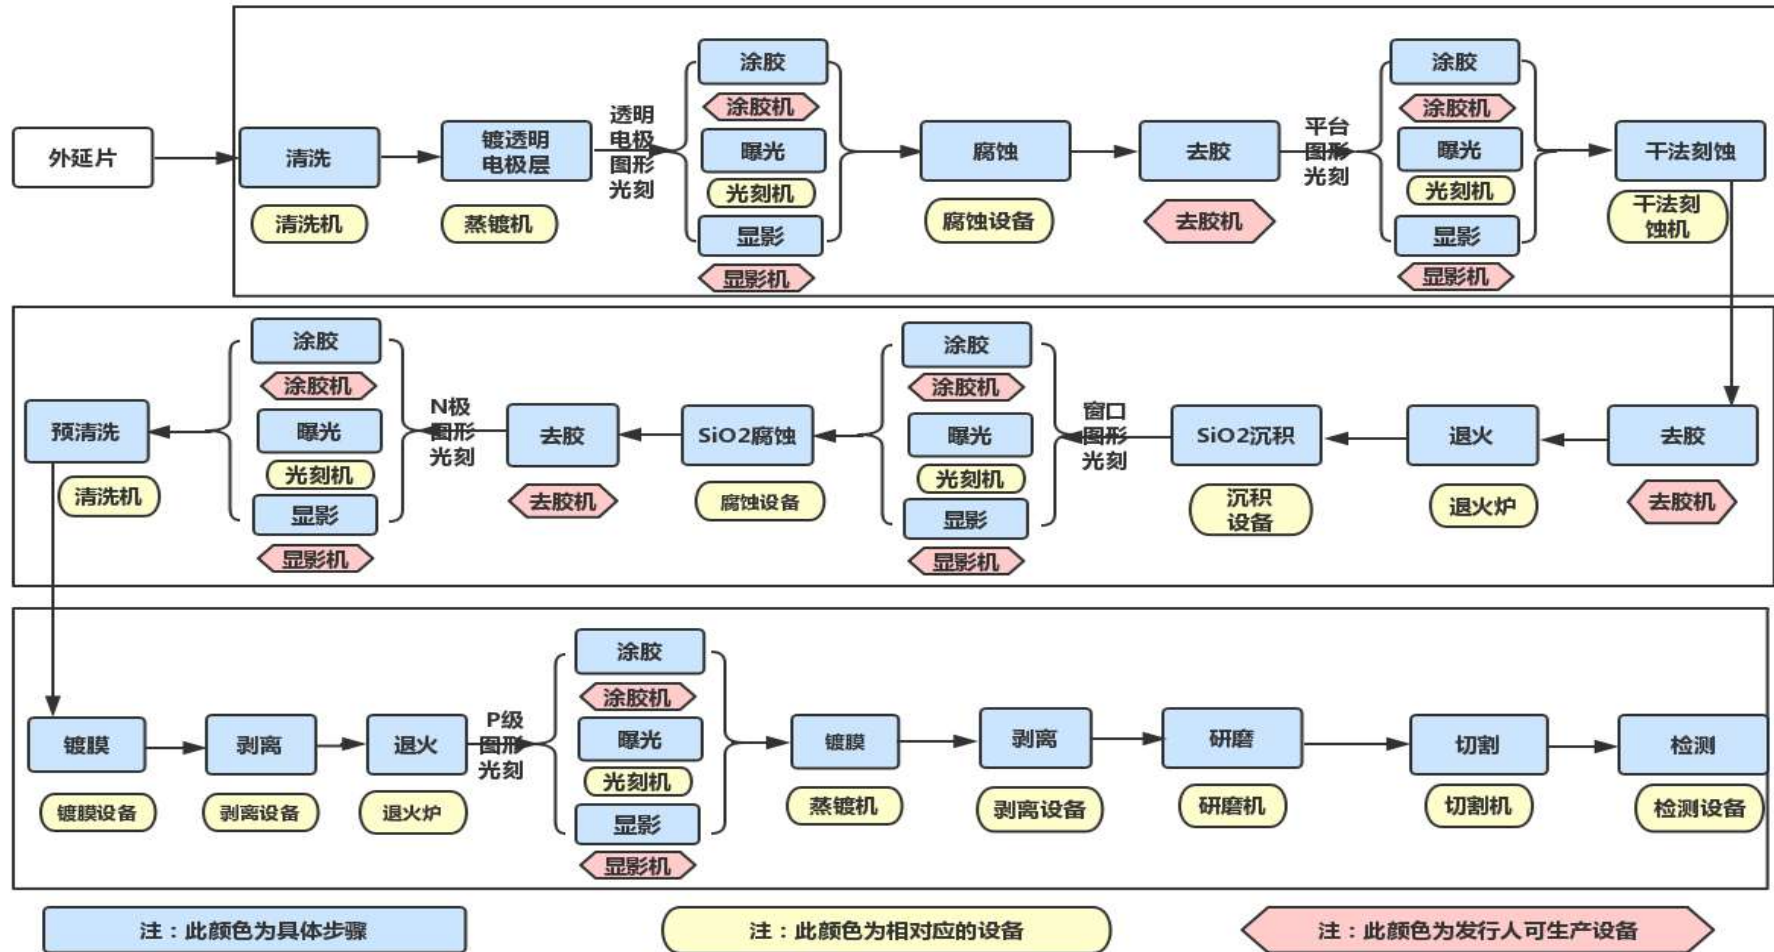 外延片
清洗
清洗机
镀透明
电极层
蒸镀机
透明
电极
图形
光刻
涂胶
涂胶机
曝光
光刻机
显影
显影机
腐蚀
腐蚀设备
去胶
去胶机
平台
图形
光刻
涂胶
涂胶机
曝光
光刻机
显影
显影机
干法刻蚀
干法刻
蚀机
去胶
去胶机
退火
退火炉
SiO2沉积
沉积
设备
窗口
图形
光刻
涂胶
涂胶机
曝光
光刻机
显影
显影机
SiO2腐蚀
腐蚀设备
去胶
去胶机
N极
图形
光刻
涂胶
涂胶机
曝光
光刻机
显影
显影机
预清洗
清洗机
镀膜
镀膜设备
剥离
剥离设备
退火
退火炉
P级
图形
光刻
涂胶
涂胶机
曝光
光刻机
显影
显影机
镀膜
蒸镀机
剥离
剥离设备
研磨
研磨机
切割
切割机
检测
检测设备
注：此颜色为具体步骤
注：此颜色为相对应的设备
注：此颜色为发行人可生产设备